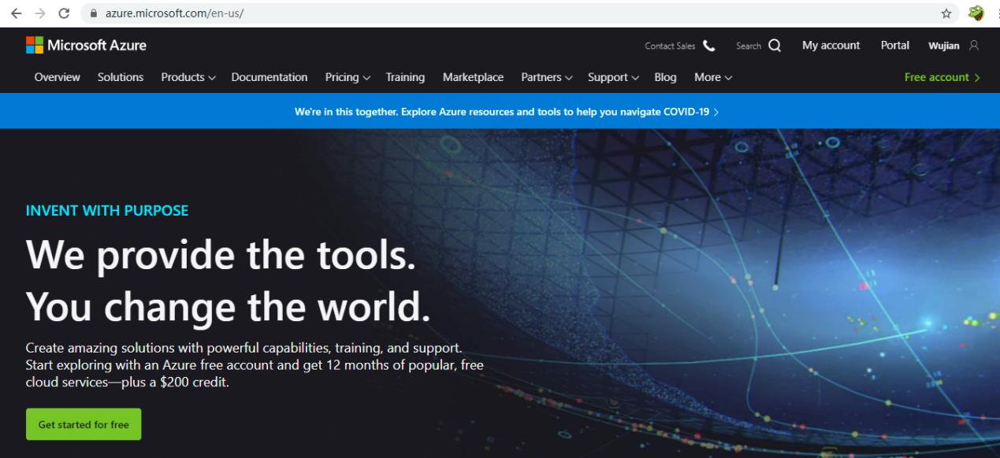 azure.microsoft.com/en-us/
Microsoft Azure
Contact Sales Search My account Portal Wujian
Overview Solutions Products Documentation Pricing Training Marketplace Partners Support Blog More Free account
We're in this together. Explore Azure resources and tools to help you navigate COVID-19
INVENT WITH PURPOSE
We provide the tools.
You change the world.
Create amazing solutions with powerful capabilities, training, and support.
Start exploring with an Azure free account and get 12 months of popular, free
cloud services—plus a $200 credit.
Get started for free